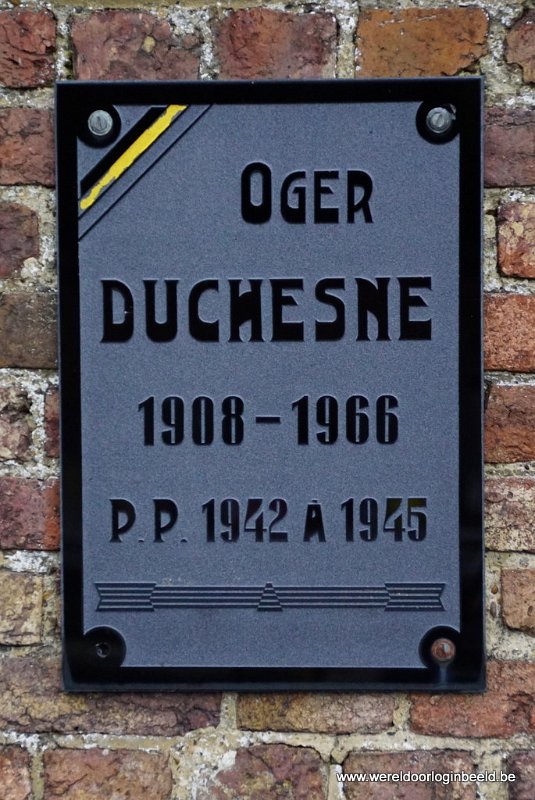 OGER
DUCHESNE
1908 – 1966
P.P. 1942 À 1945
www.wereldoorloginbeeld.be